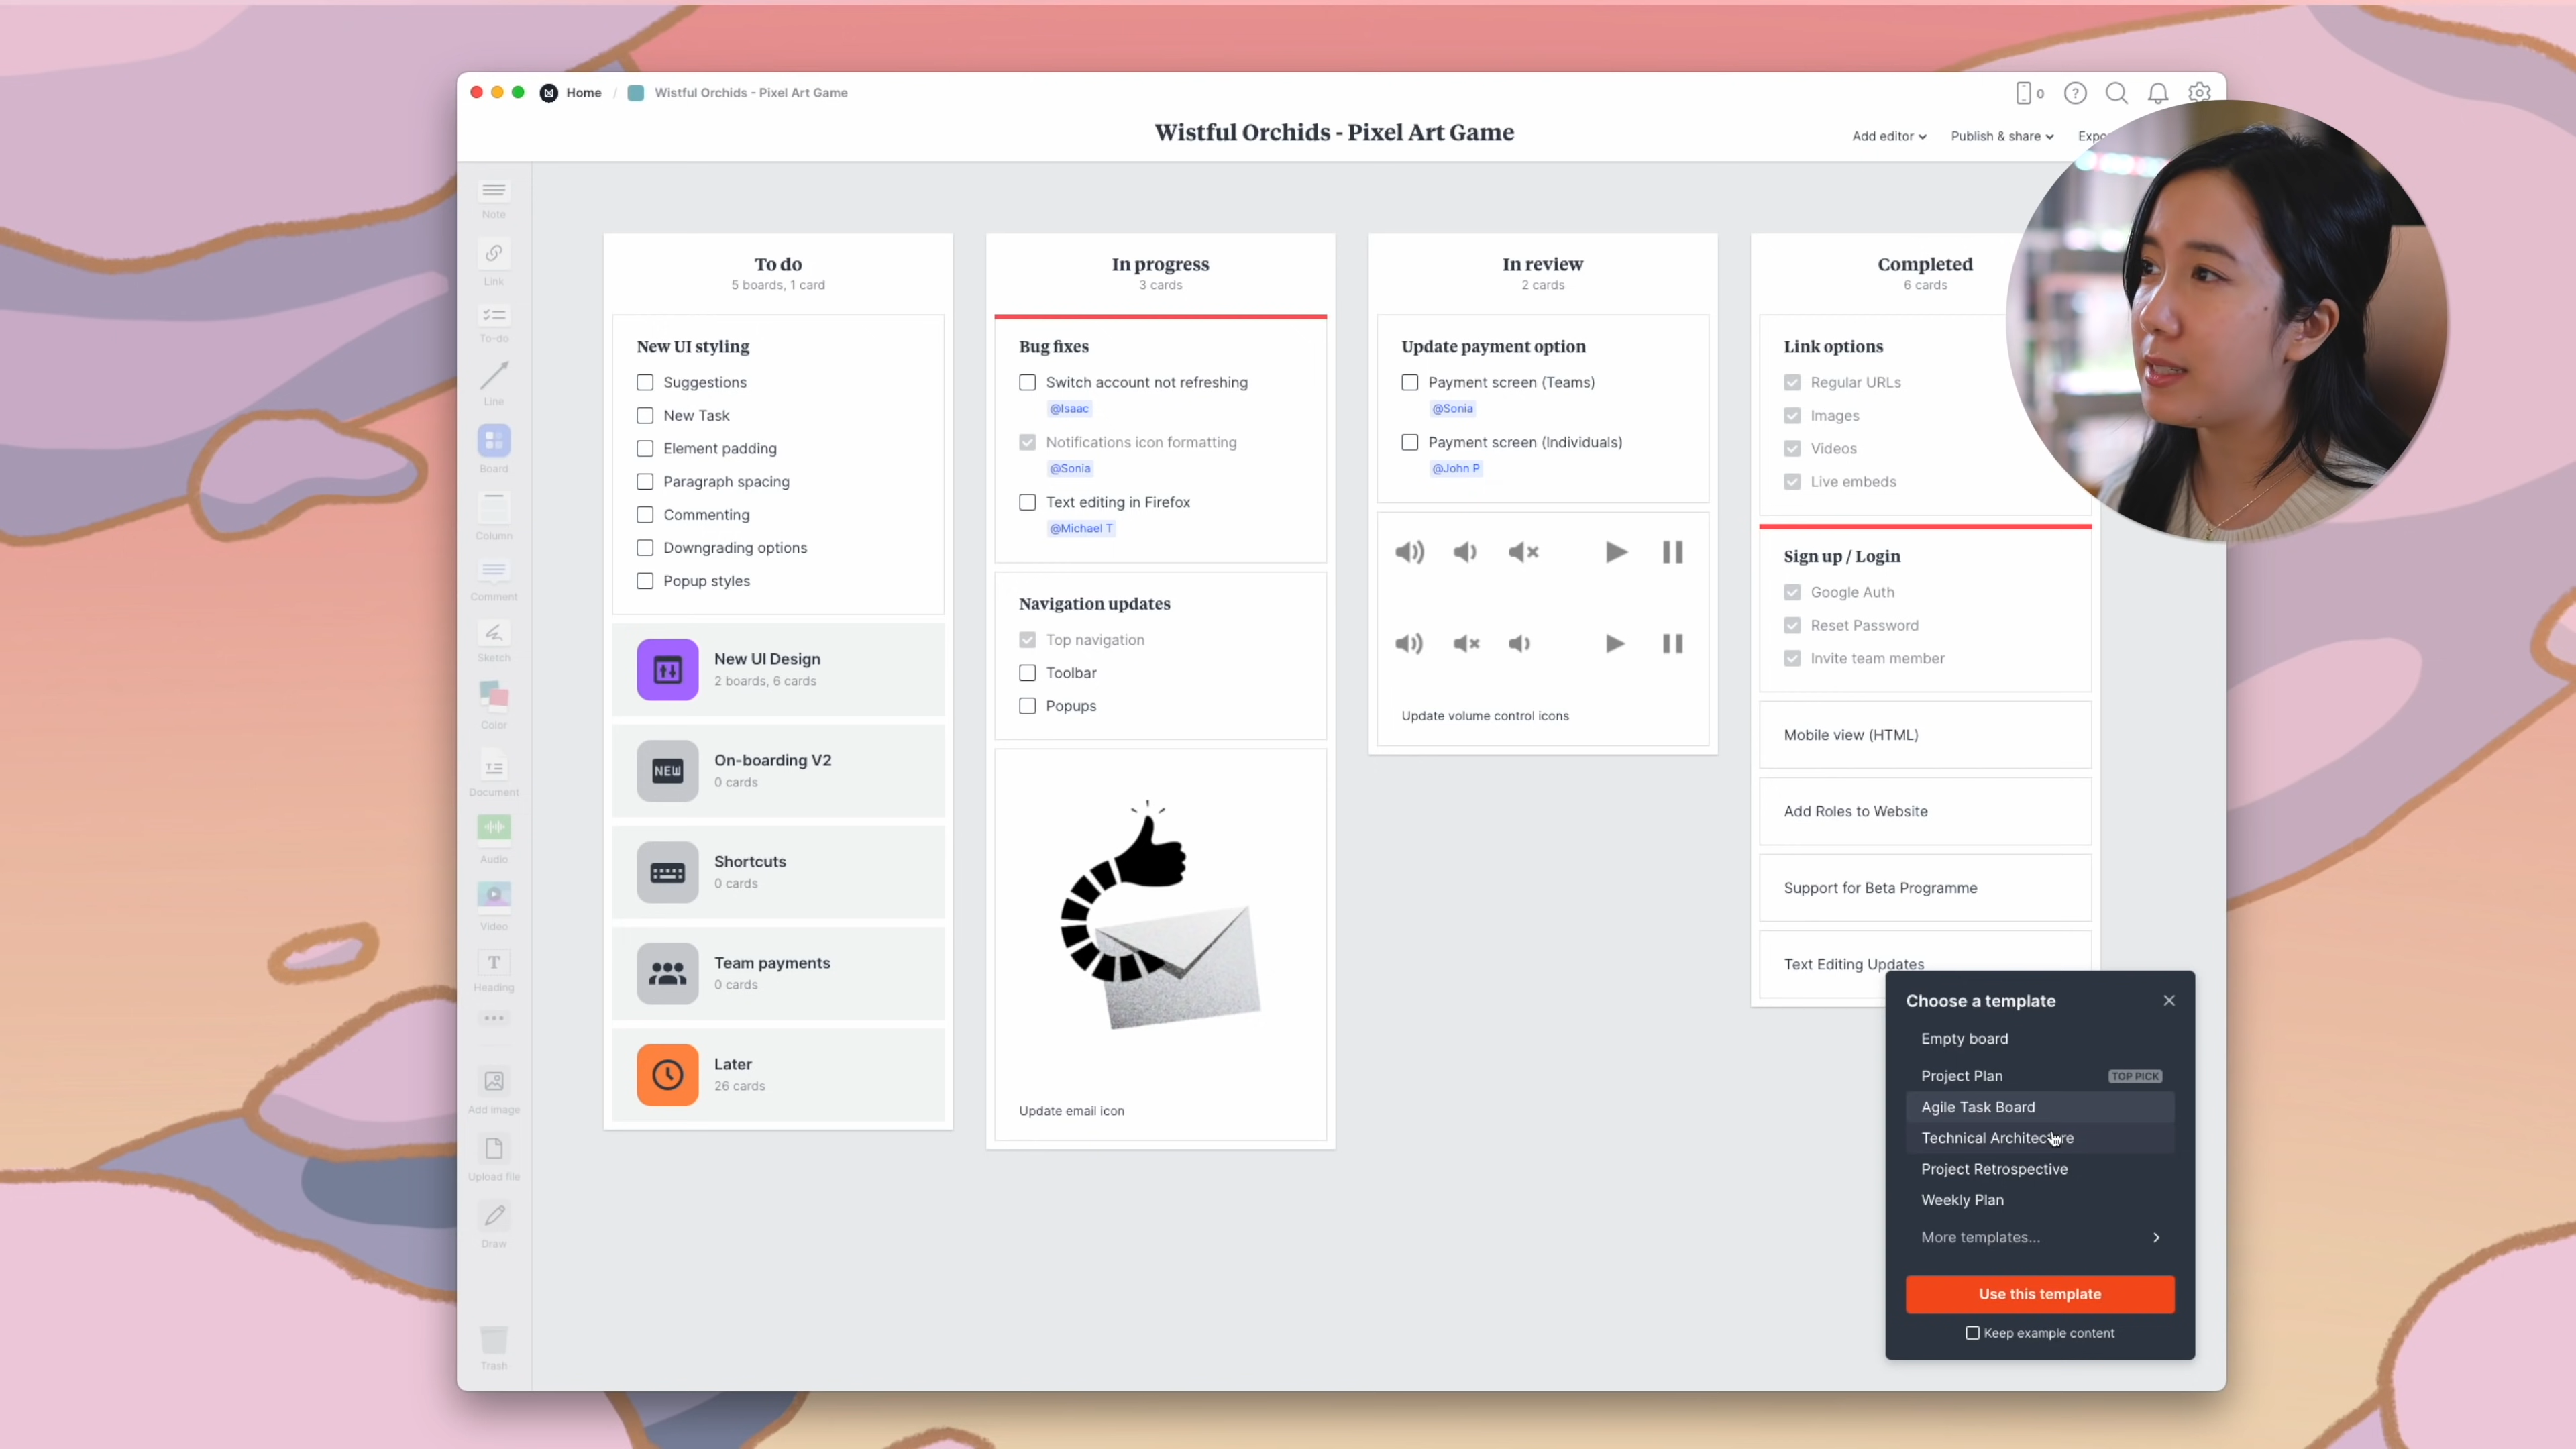 Home / Wistful Orchids - Pixel Art Game
0
?
Wistful Orchids - Pixel Art Game
Add editor
Publish & share
Note
Link
To-do
Line
Board
Column
Comment
Sketch
Color
Document
Audio
Video
T
Heading
Add image
Upload file
Draw
Trash
To do
5 boards, 1 card
New UI styling
Suggestions
New Task
Element padding
Paragraph spacing
Commenting
Downgrading options
Popup styles
New UI Design
2 boards, 6 cards
NEW
On-boarding V2
0 cards
Shortcuts
0 cards
Team payments
0 cards
Later
26 cards
In progress
3 cards
Bug fixes
Switch account not refreshing
@Isaac
Notifications icon formatting
@Sonia
Text editing in Firefox
@Michael T
Navigation updates
Top navigation
Toolbar
Popups
Update email icon
In review
2 cards
Update payment option
Payment screen (Teams)
@Sonia
Payment screen (Individuals)
@John P
Update volume control icons
Completed
6 cards
Link options
Regular URLs
Images
Videos
Live embeds
Sign up / Login
Google Auth
Reset Password
Invite team member
Mobile view (HTML)
Add Roles to Website
Support for Beta Programme
Text Editing Updates
Choose a template
Empty board
Project Plan TOP PICK
Agile Task Board
Technical Architecture
Project Retrospective
Weekly Plan
More templates...
Use this template
Keep example content